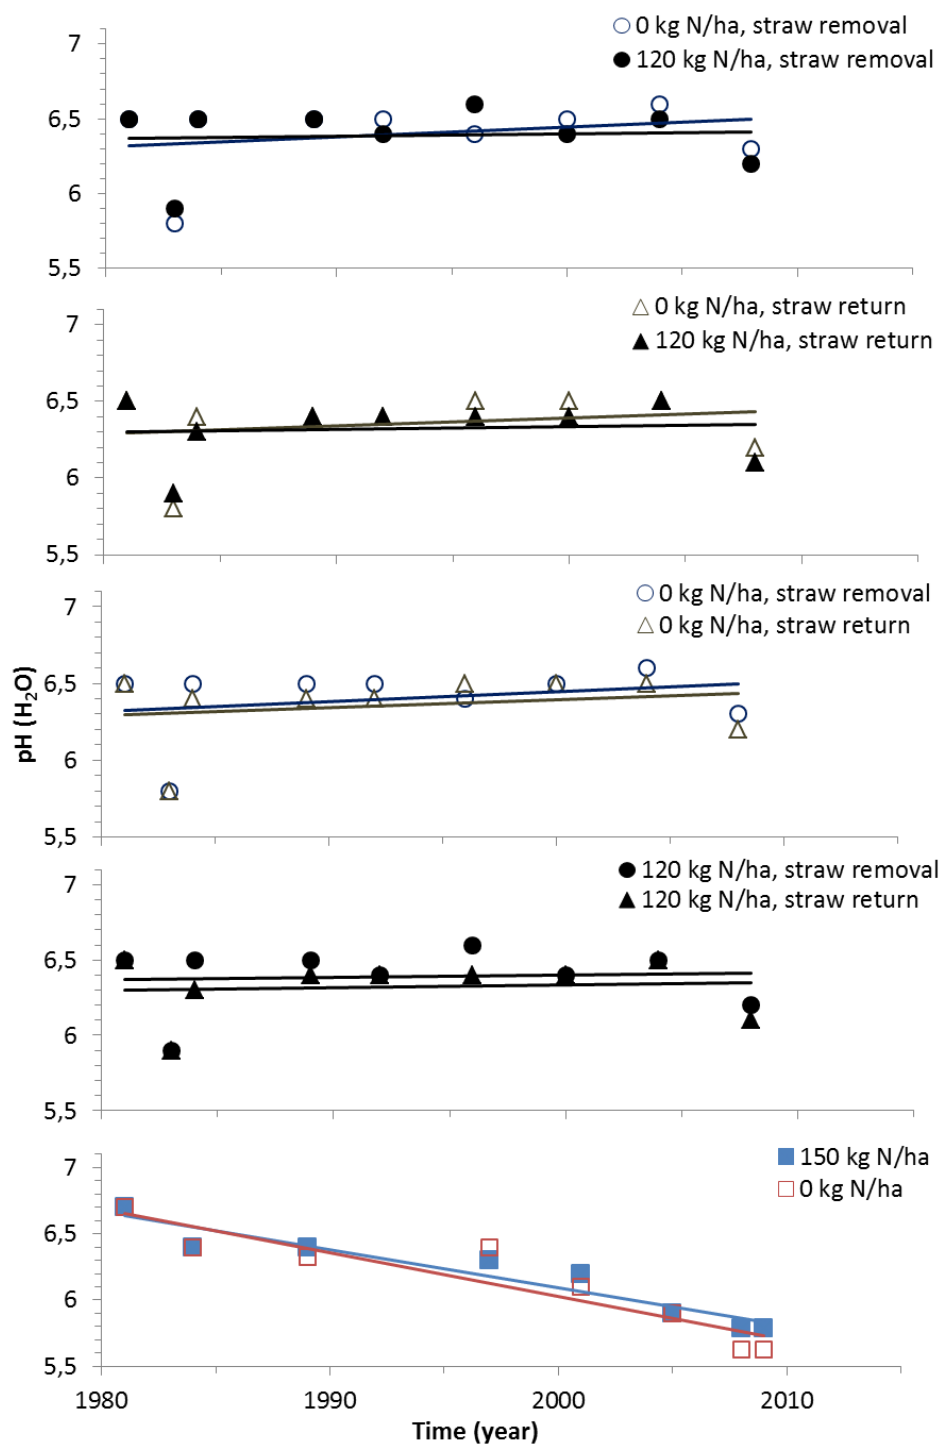 0 kg N/ha, straw removal
120 kg N/ha, straw removal
7
6,5
6
5,5
0 kg N/ha, straw return
120 kg N/ha, straw return
7
6,5
6
5,5
0 kg N/ha, straw removal
0 kg N/ha, straw return
7
6,5
6
5,5
pH (H₂O)
120 kg N/ha, straw removal
120 kg N/ha, straw return
7
6,5
6
5,5
150 kg N/ha
0 kg N/ha
7
6,5
6
5,5
1980 1990 2000 2010
Time (year)